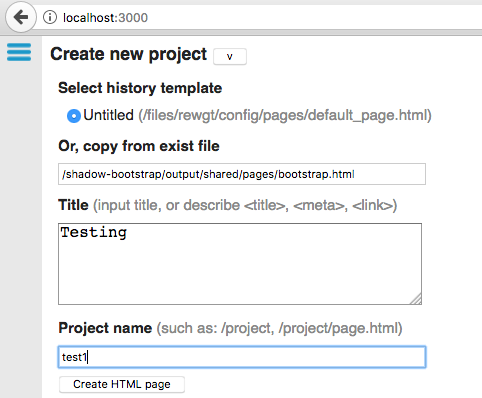 localhost:3000
Create new project v
Select history template
Untitled (/files/rewgt/config/pages/default_page.html)
Or, copy from exist file
/shadow-bootstrap/output/shared/pages/bootstrap.html
Title (input title, or describe <title>, <meta>, <link>)
Testing
Project name (such as: /project, /project/page.html)
test1
Create HTML page